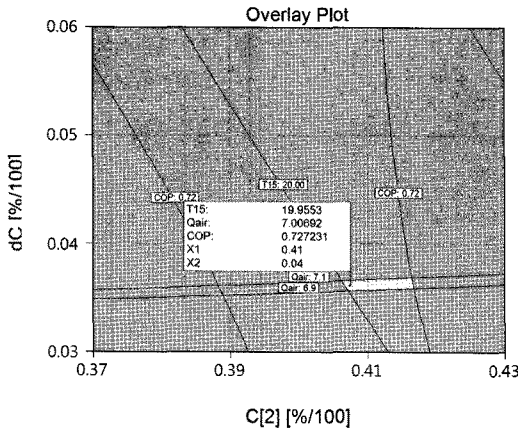 Overlay Plot
0.06
0.05
0.04
0.03
dC [%/100]
T15: 20.00
COP: 0.72
COP: 0.72
T15: 19.9553
Qair: 7.00692
COP: 0.727231
X1 0.41
X2 0.04
Qair: 7.1
Qair: 6.9
0.37 0.39 0.41 0.43
C[2] [%/100]